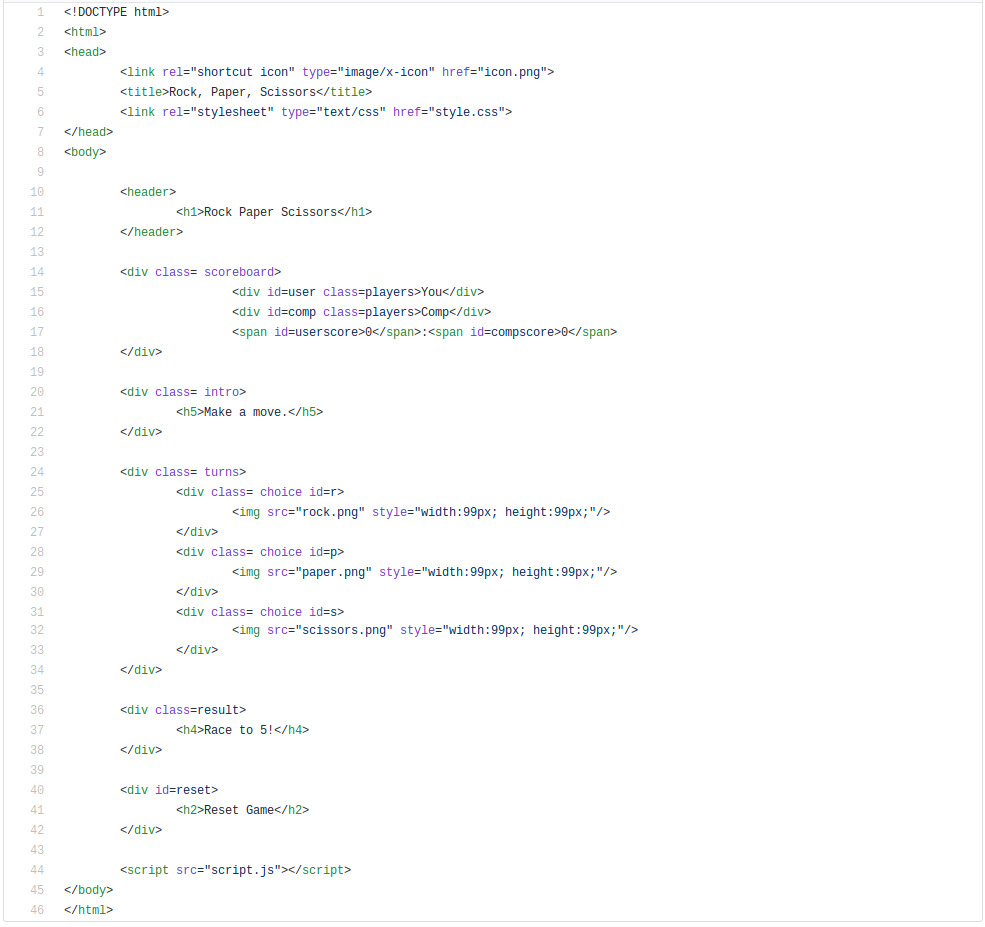 1 <!DOCTYPE html>
2 <html>
3 <head>
4 <link rel="shortcut icon" type="image/x-icon" href="icon.png">
5 <title>Rock, Paper, Scissors</title>
6 <link rel="stylesheet" type="text/css" href="style.css">
7 </head>
8 <body>
9
10 <header>
11 <h1>Rock Paper Scissors</h1>
12 </header>
13
14 <div class= scoreboard>
15 <div id=user class=players>You</div>
16 <div id=comp class=players>Comp</div>
17 <span id=userscore>0</span>:<span id=compscore>0</span>
18 </div>
19
20 <div class= intro>
21 <h5>Make a move.</h5>
22 </div>
23
24 <div class= turns>
25 <div class= choice id=r>
26 <img src="rock.png" style="width:99px; height:99px;"/>
27 </div>
28 <div class= choice id=p>
29 <img src="paper.png" style="width:99px; height:99px;"/>
30 </div>
31 <div class= choice id=s>
32 <img src="scissors.png" style="width:99px; height:99px;"/>
33 </div>
34 </div>
35
36 <div class=result>
37 <h4>Race to 5!</h4>
38 </div>
39
40 <div id=reset>
41 <h2>Reset Game</h2>
42 </div>
43
44 <script src="script.js"></script>
45 </body>
46 </html>